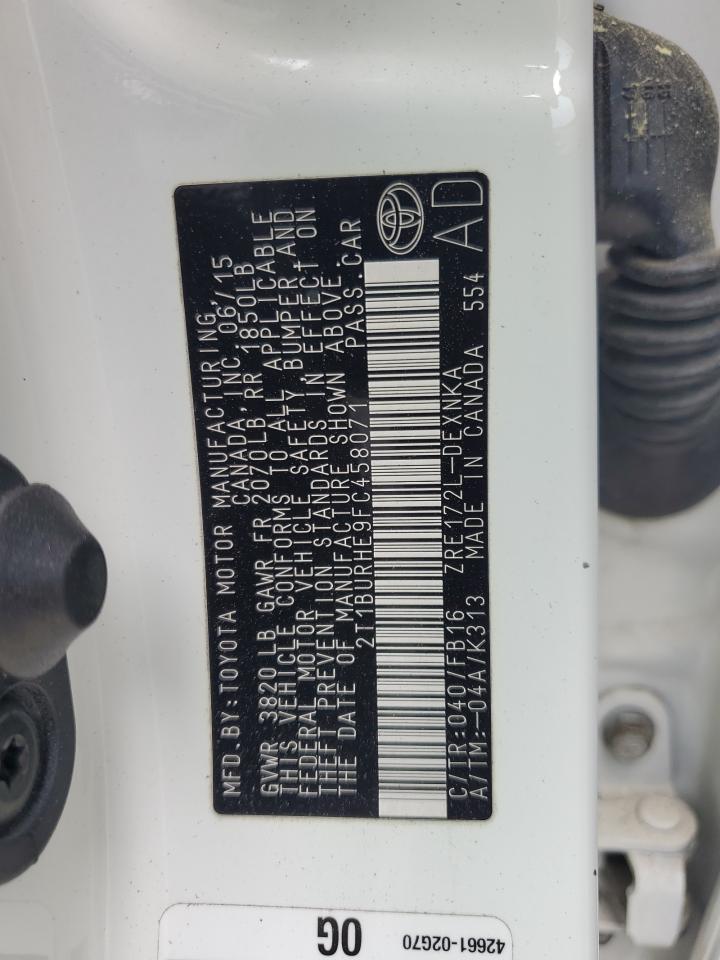 MFD.BY:TOYOTA MOTOR MANUFACTURING,
CANADA,INC.06/15
GVWR 3820LB GAWR FR 2070LB,RR 1850LB
THIS VEHICLE CONFORMS TO ALL APPLICABLE
FEDERAL MOTOR VEHICLE SAFETY,BUMPER,AND
THEFT PREVENTION STANDARDS IN EFFECT ON
THE DATE OF MANUFACTURE SHOWN ABOVE.
2T1BURHE9FC458071 PASS.CAR
C/TR:040/FB16 ZRE172L-DEXNKA
A/TM:-04A/K313 MADE IN CANADA 554
AD
0G
42661-02G70